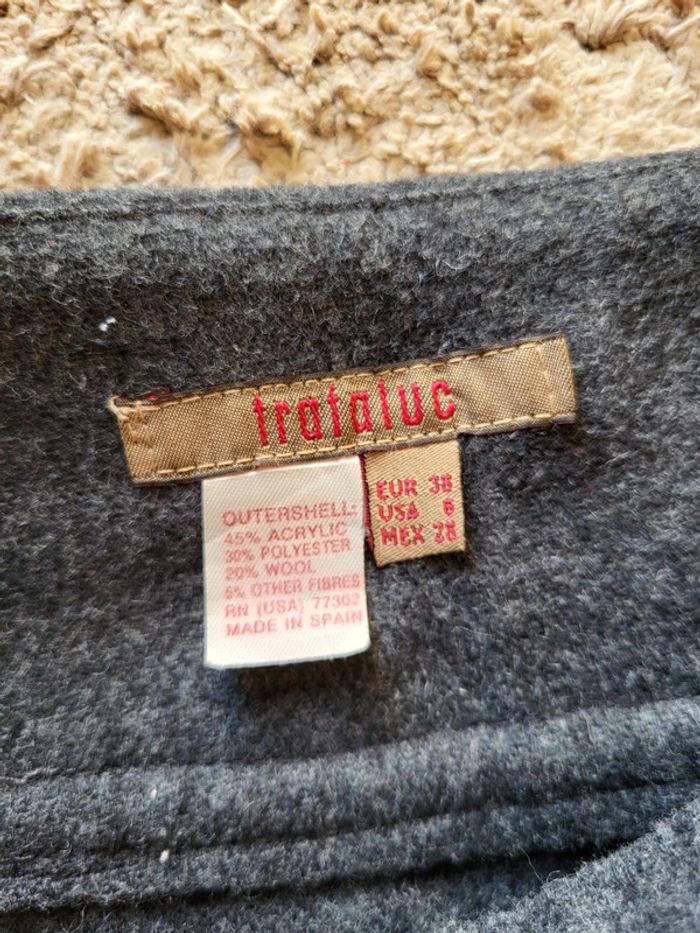 trafaluc
OUTERSHELL:
45% ACRYLIC
30% POLYESTER
20% WOOL
5% OTHER FIBRES
RN (USA) 77302
MADE IN SPAIN
EUR 38
USA 6
MEX 28